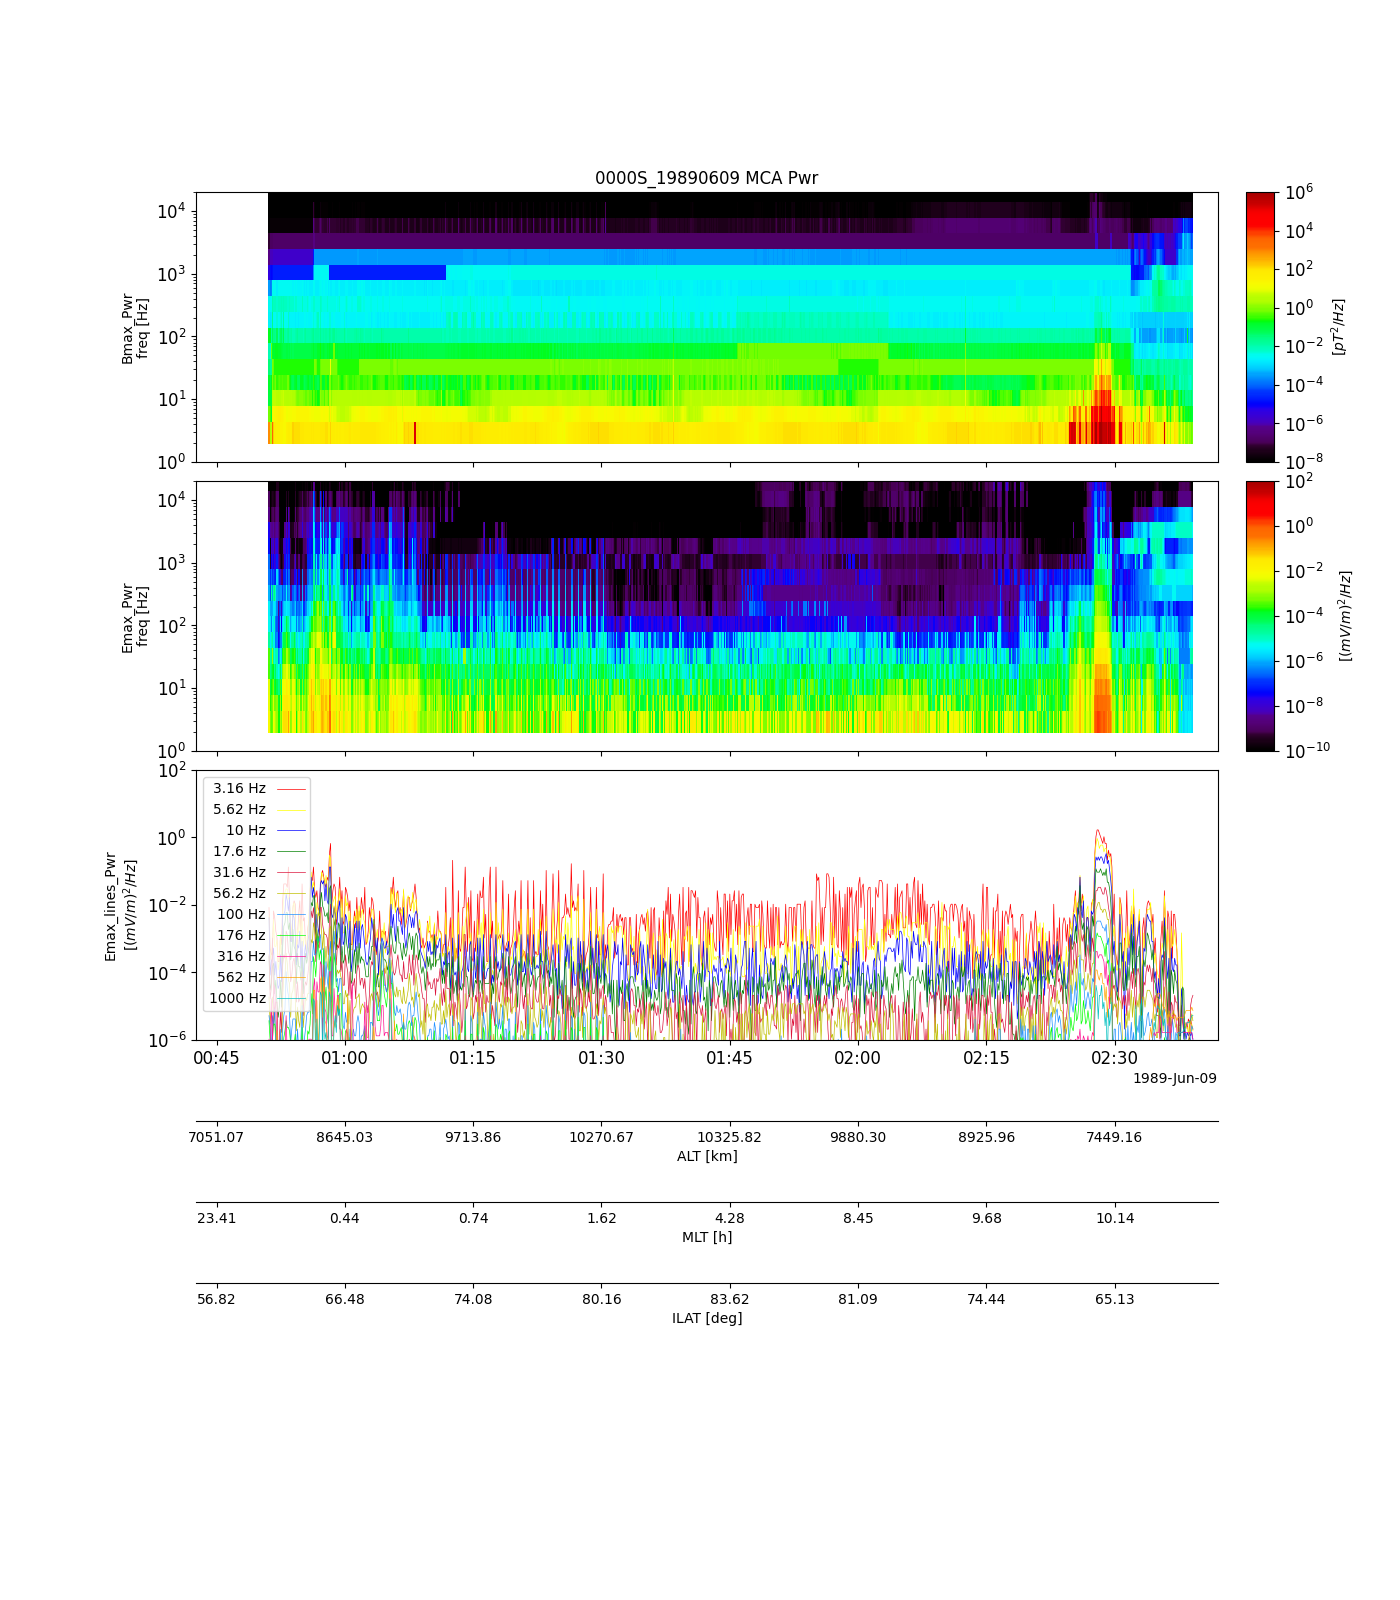 0000S_19890609 MCA Pwr
10^4
10^3
10^2
10^1
10^0
Bmax_Pwr
freq [Hz]
10^6
10^4
10^2
10^0
10^-2
10^-4
10^-6
10^-8
[pT^2/Hz]
10^4
10^3
10^2
10^1
10^0
Emax_Pwr
freq [Hz]
10^2
10^0
10^-2
10^-4
10^-6
10^-8
10^-10
[(mV/m)^2/Hz]
10^2
10^0
10^-2
10^-4
10^-6
Emax_lines_Pwr
[(mV/m)^2/Hz]
3.16 Hz
5.62 Hz
10 Hz
17.6 Hz
31.6 Hz
56.2 Hz
100 Hz
176 Hz
316 Hz
562 Hz
1000 Hz
00:45 01:00 01:15 01:30 01:45 02:00 02:15 02:30
1989-Jun-09
7051.07 8645.03 9713.86 10270.67 10325.82 9880.30 8925.96 7449.16
ALT [km]
23.41 0.44 0.74 1.62 4.28 8.45 9.68 10.14
MLT [h]
56.82 66.48 74.08 80.16 83.62 81.09 74.44 65.13
ILAT [deg]